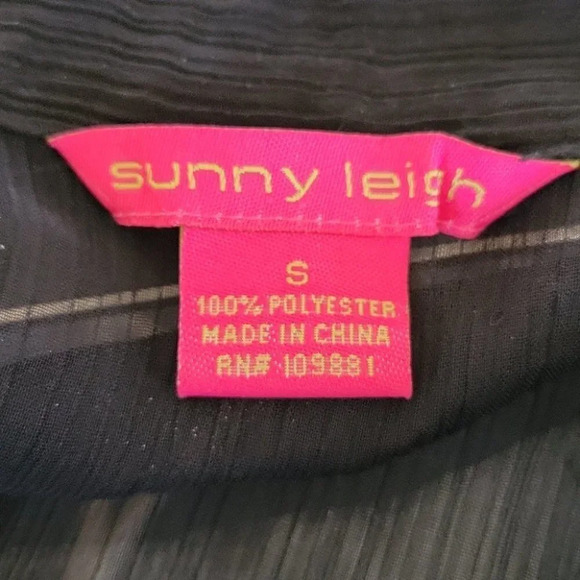 sunny leigh
S
100% POLYESTER
MADE IN CHINA
RN# 109881